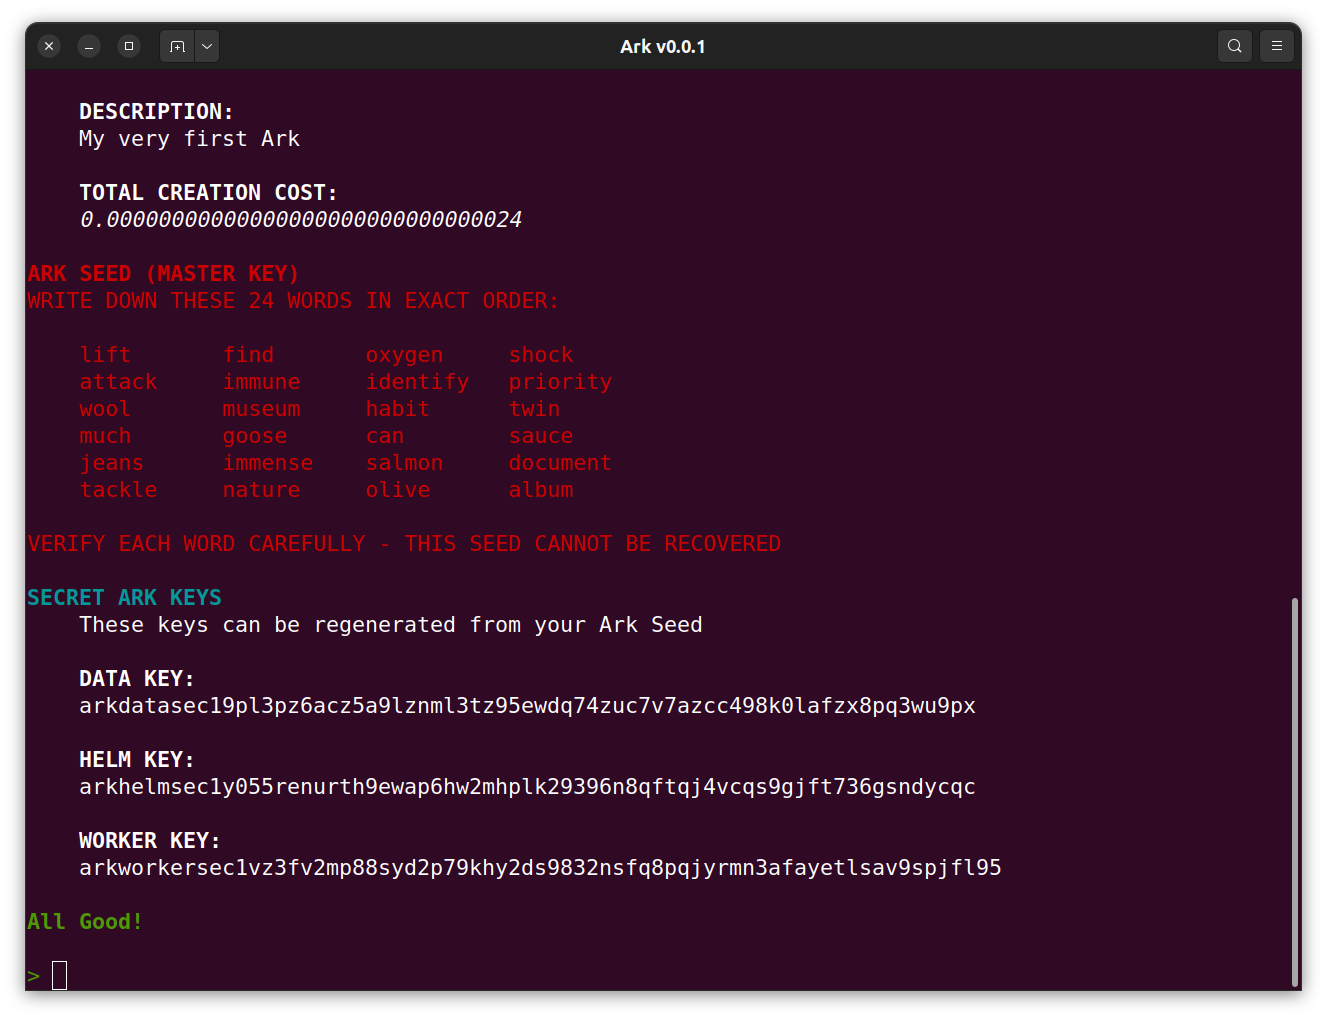 Ark v0.0.1
DESCRIPTION:
My very first Ark
TOTAL CREATION COST:
0.00000000000000000000000000000024
ARK SEED (MASTER KEY)
WRITE DOWN THESE 24 WORDS IN EXACT ORDER:
lift find oxygen shock
attack immune identify priority
wool museum habit twin
much goose can sauce
jeans immense salmon document
tackle nature olive album
VERIFY EACH WORD CAREFULLY - THIS SEED CANNOT BE RECOVERED
SECRET ARK KEYS
These keys can be regenerated from your Ark Seed
DATA KEY:
arkdatasec19pl3pz6acz5a9lznml3tz95ewdq74zuc7v7azcc498k0lafzx8pq3wu9px
HELM KEY:
arkhelmsec1y055renurth9ewap6hw2mhplk29396n8qftqj4vcqs9gjft736gsndycqc
WORKER KEY:
arkworkersec1vz3fv2mp88syd2p79khy2ds9832nsfq8pqjyrmn3afayetlsav9spjfl95
All Good!
>